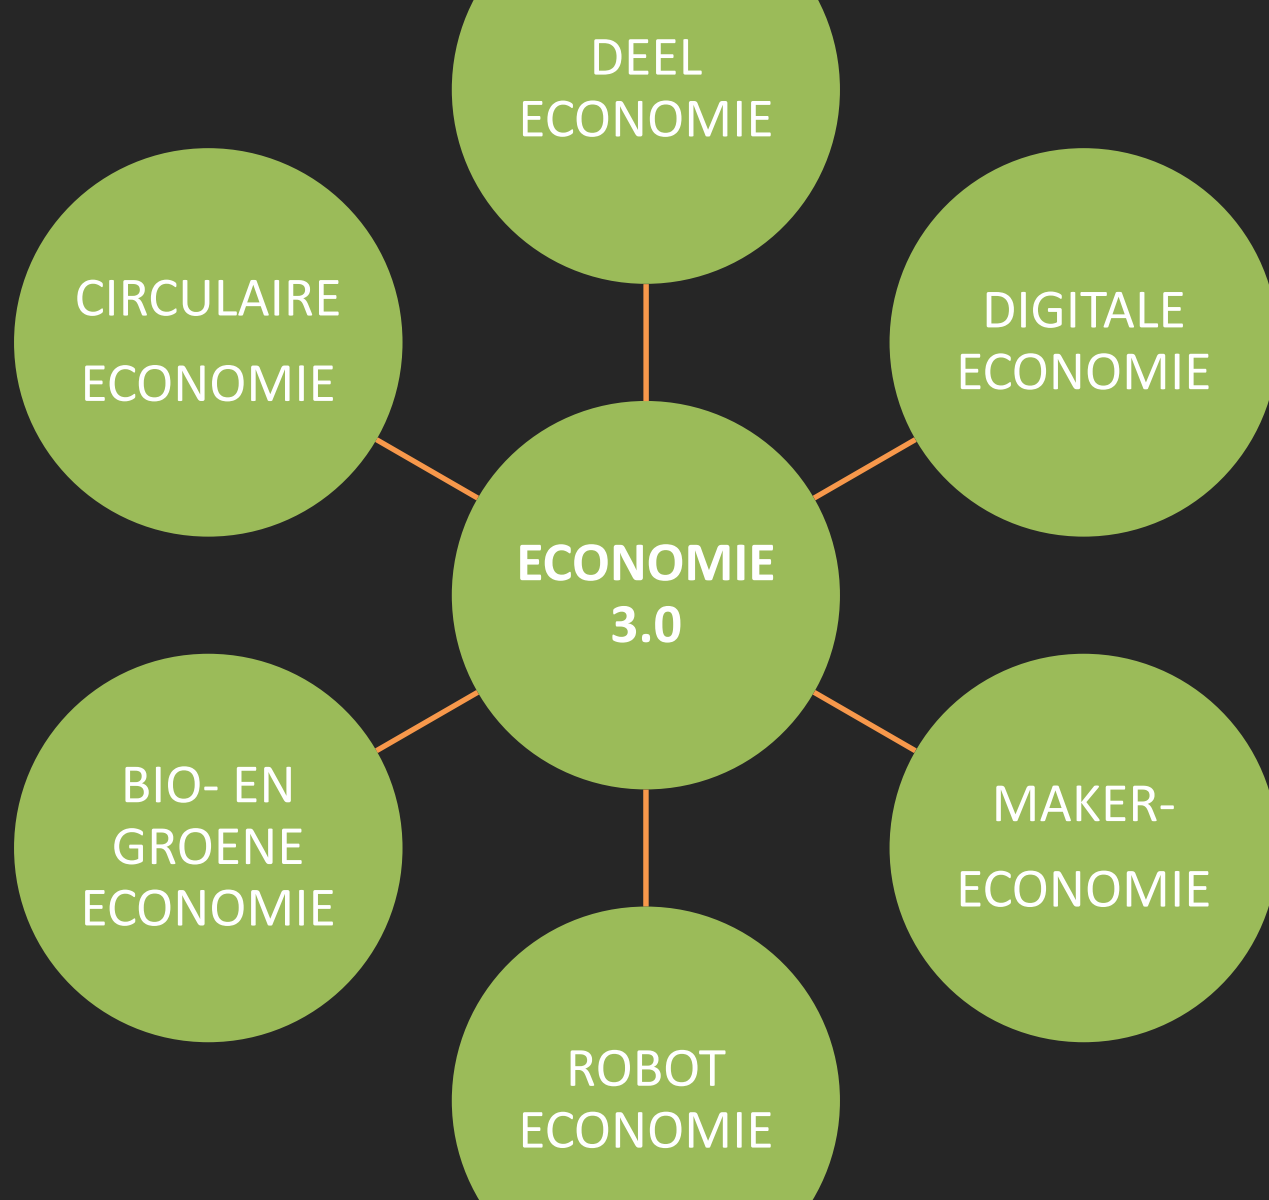 DEEL
ECONOMIE
CIRCULAIRE
ECONOMIE
DIGITALE
ECONOMIE
ECONOMIE
3.0
BIO- EN
GROENE
ECONOMIE
MAKER-
ECONOMIE
ROBOT
ECONOMIE